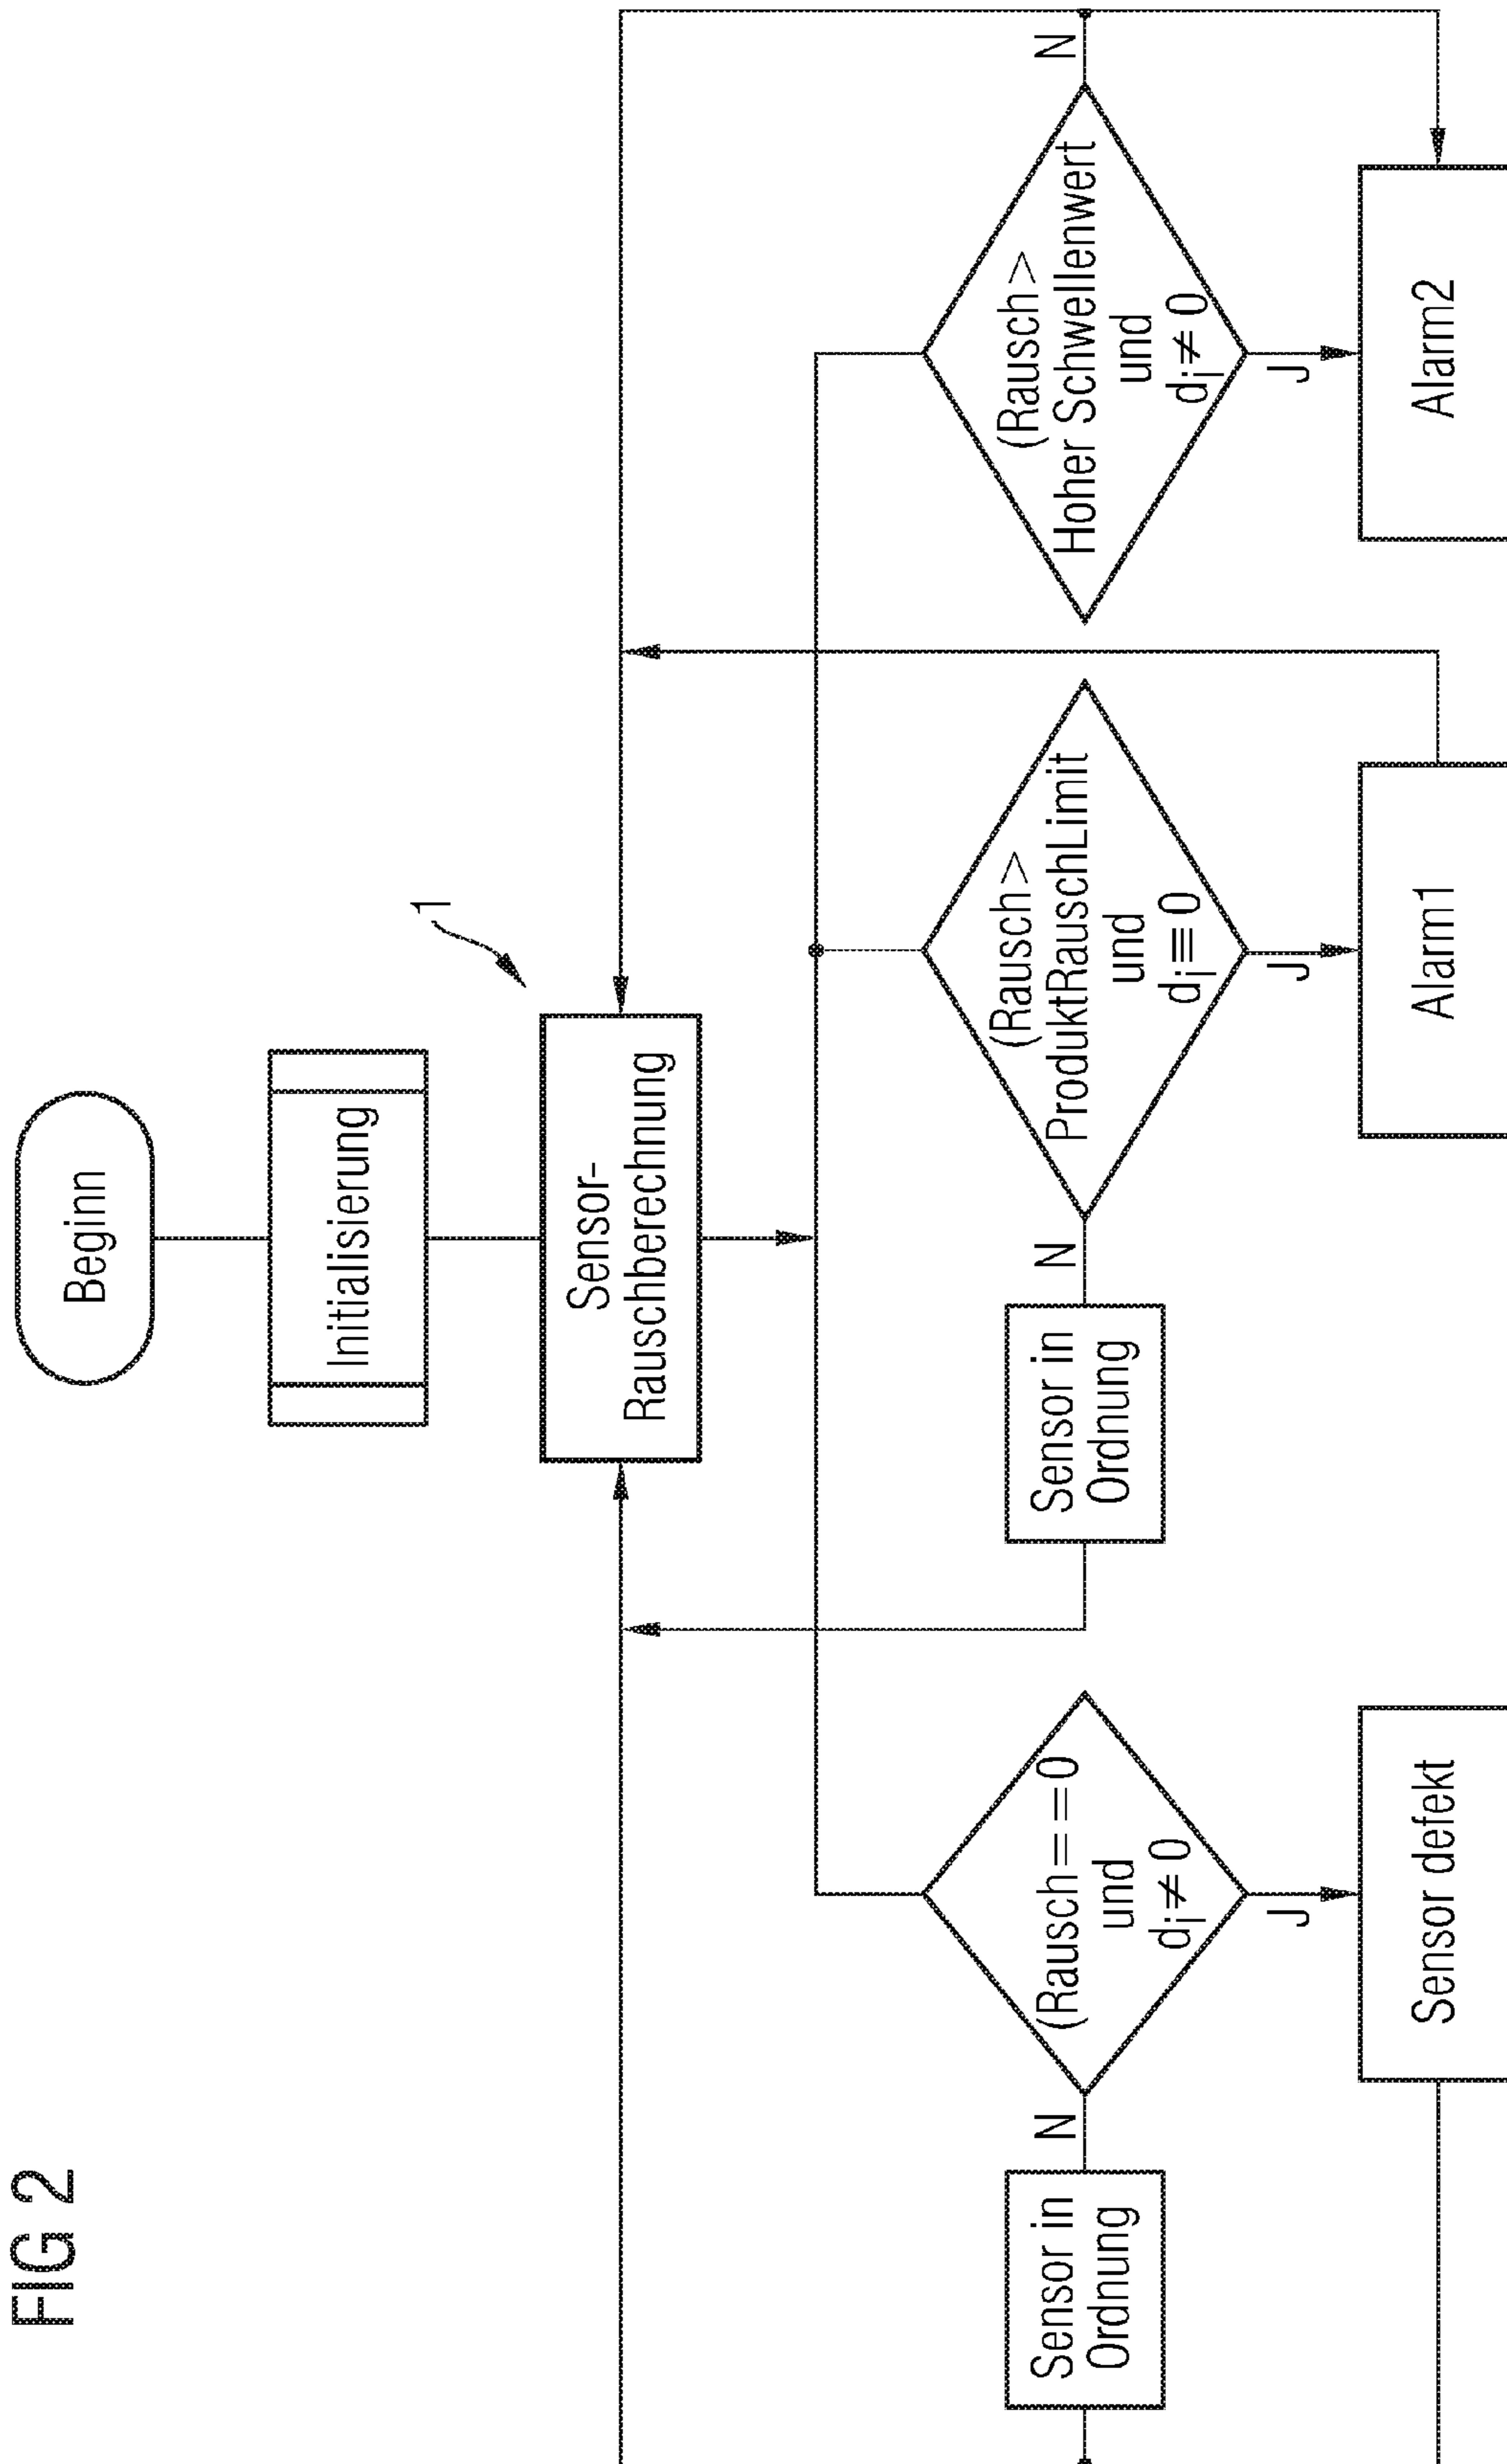 FIG 2
Beginn
Initialisierung
1
Sensor-
Rauschberechnung
(Rausch==0
und
di≠0
N
Sensor in
Ordnung
J
Sensor defekt
(Rausch>
ProduktRauschLimit
und
di≡0
N
Sensor in
Ordnung
J
Alarm1
(Rausch>
Hoher Schwellenwert
und
di≠0
N
J
Alarm2